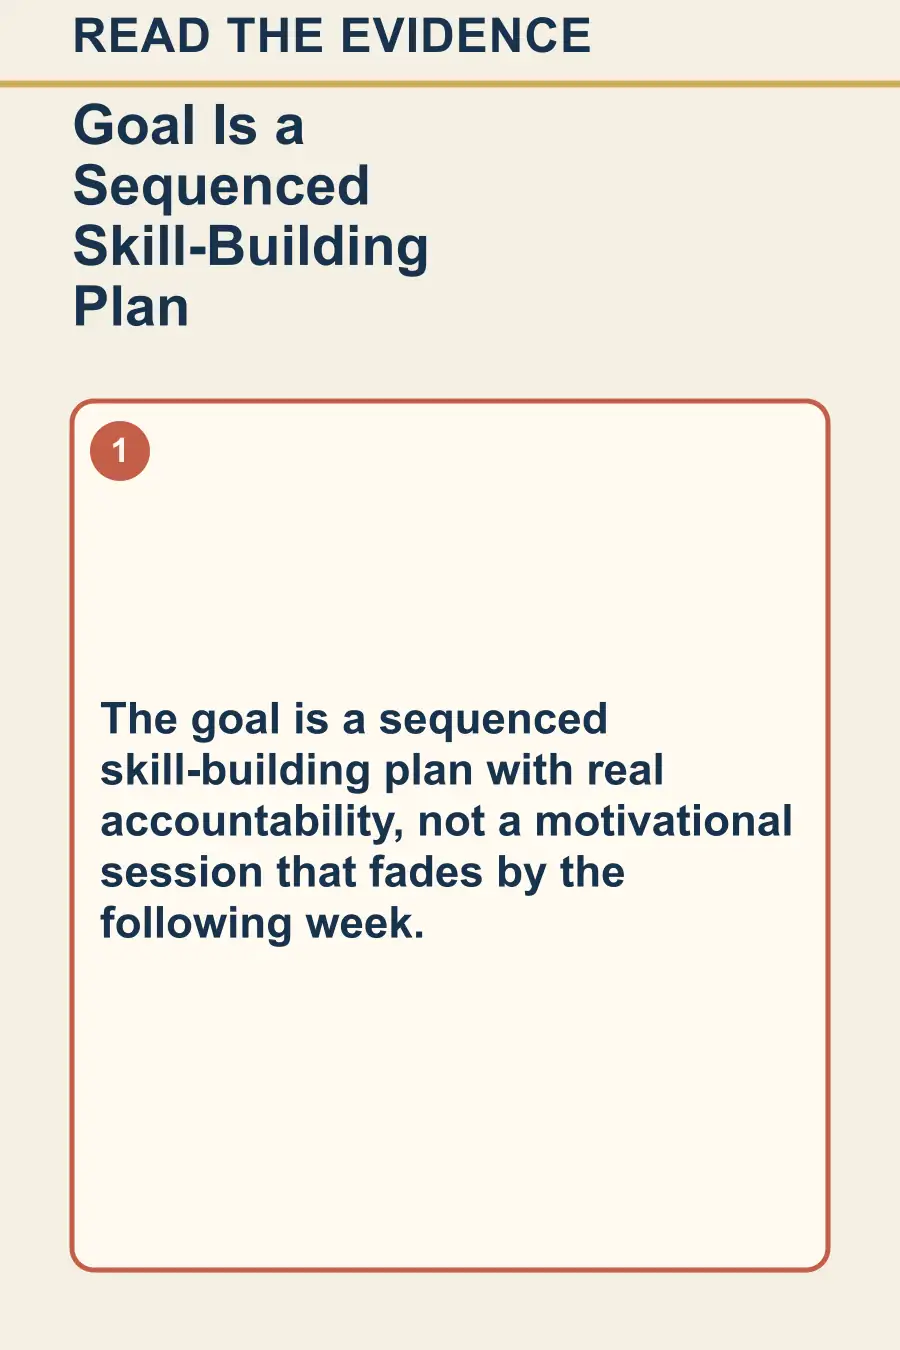 READ THE EVIDENCE
Goal Is a
Sequenced
Skill-Building
Plan
1
The goal is a sequenced
skill-building plan with real
accountability, not a motivational
session that fades by the
following week.